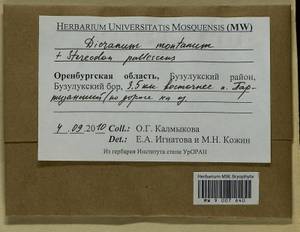 HERBARIUM UNIVERSITATIS MOSQUENSIS (MW)
Dicranum montanum
+ Stereodon pallescens
Оренбургская область, Бузулукский район,
Бузулукский бор, 3,5 км восточнее п. Пар-
тизанский по дороге на
4 .09 .2010 Coll.: О.Г. Калмыкова
Det.: Е.А. Игнатова и М.Н. Кожин
Из гербария Института степи УрОРАН
Herbarium MW, Bryophyta
MW 9 007 640